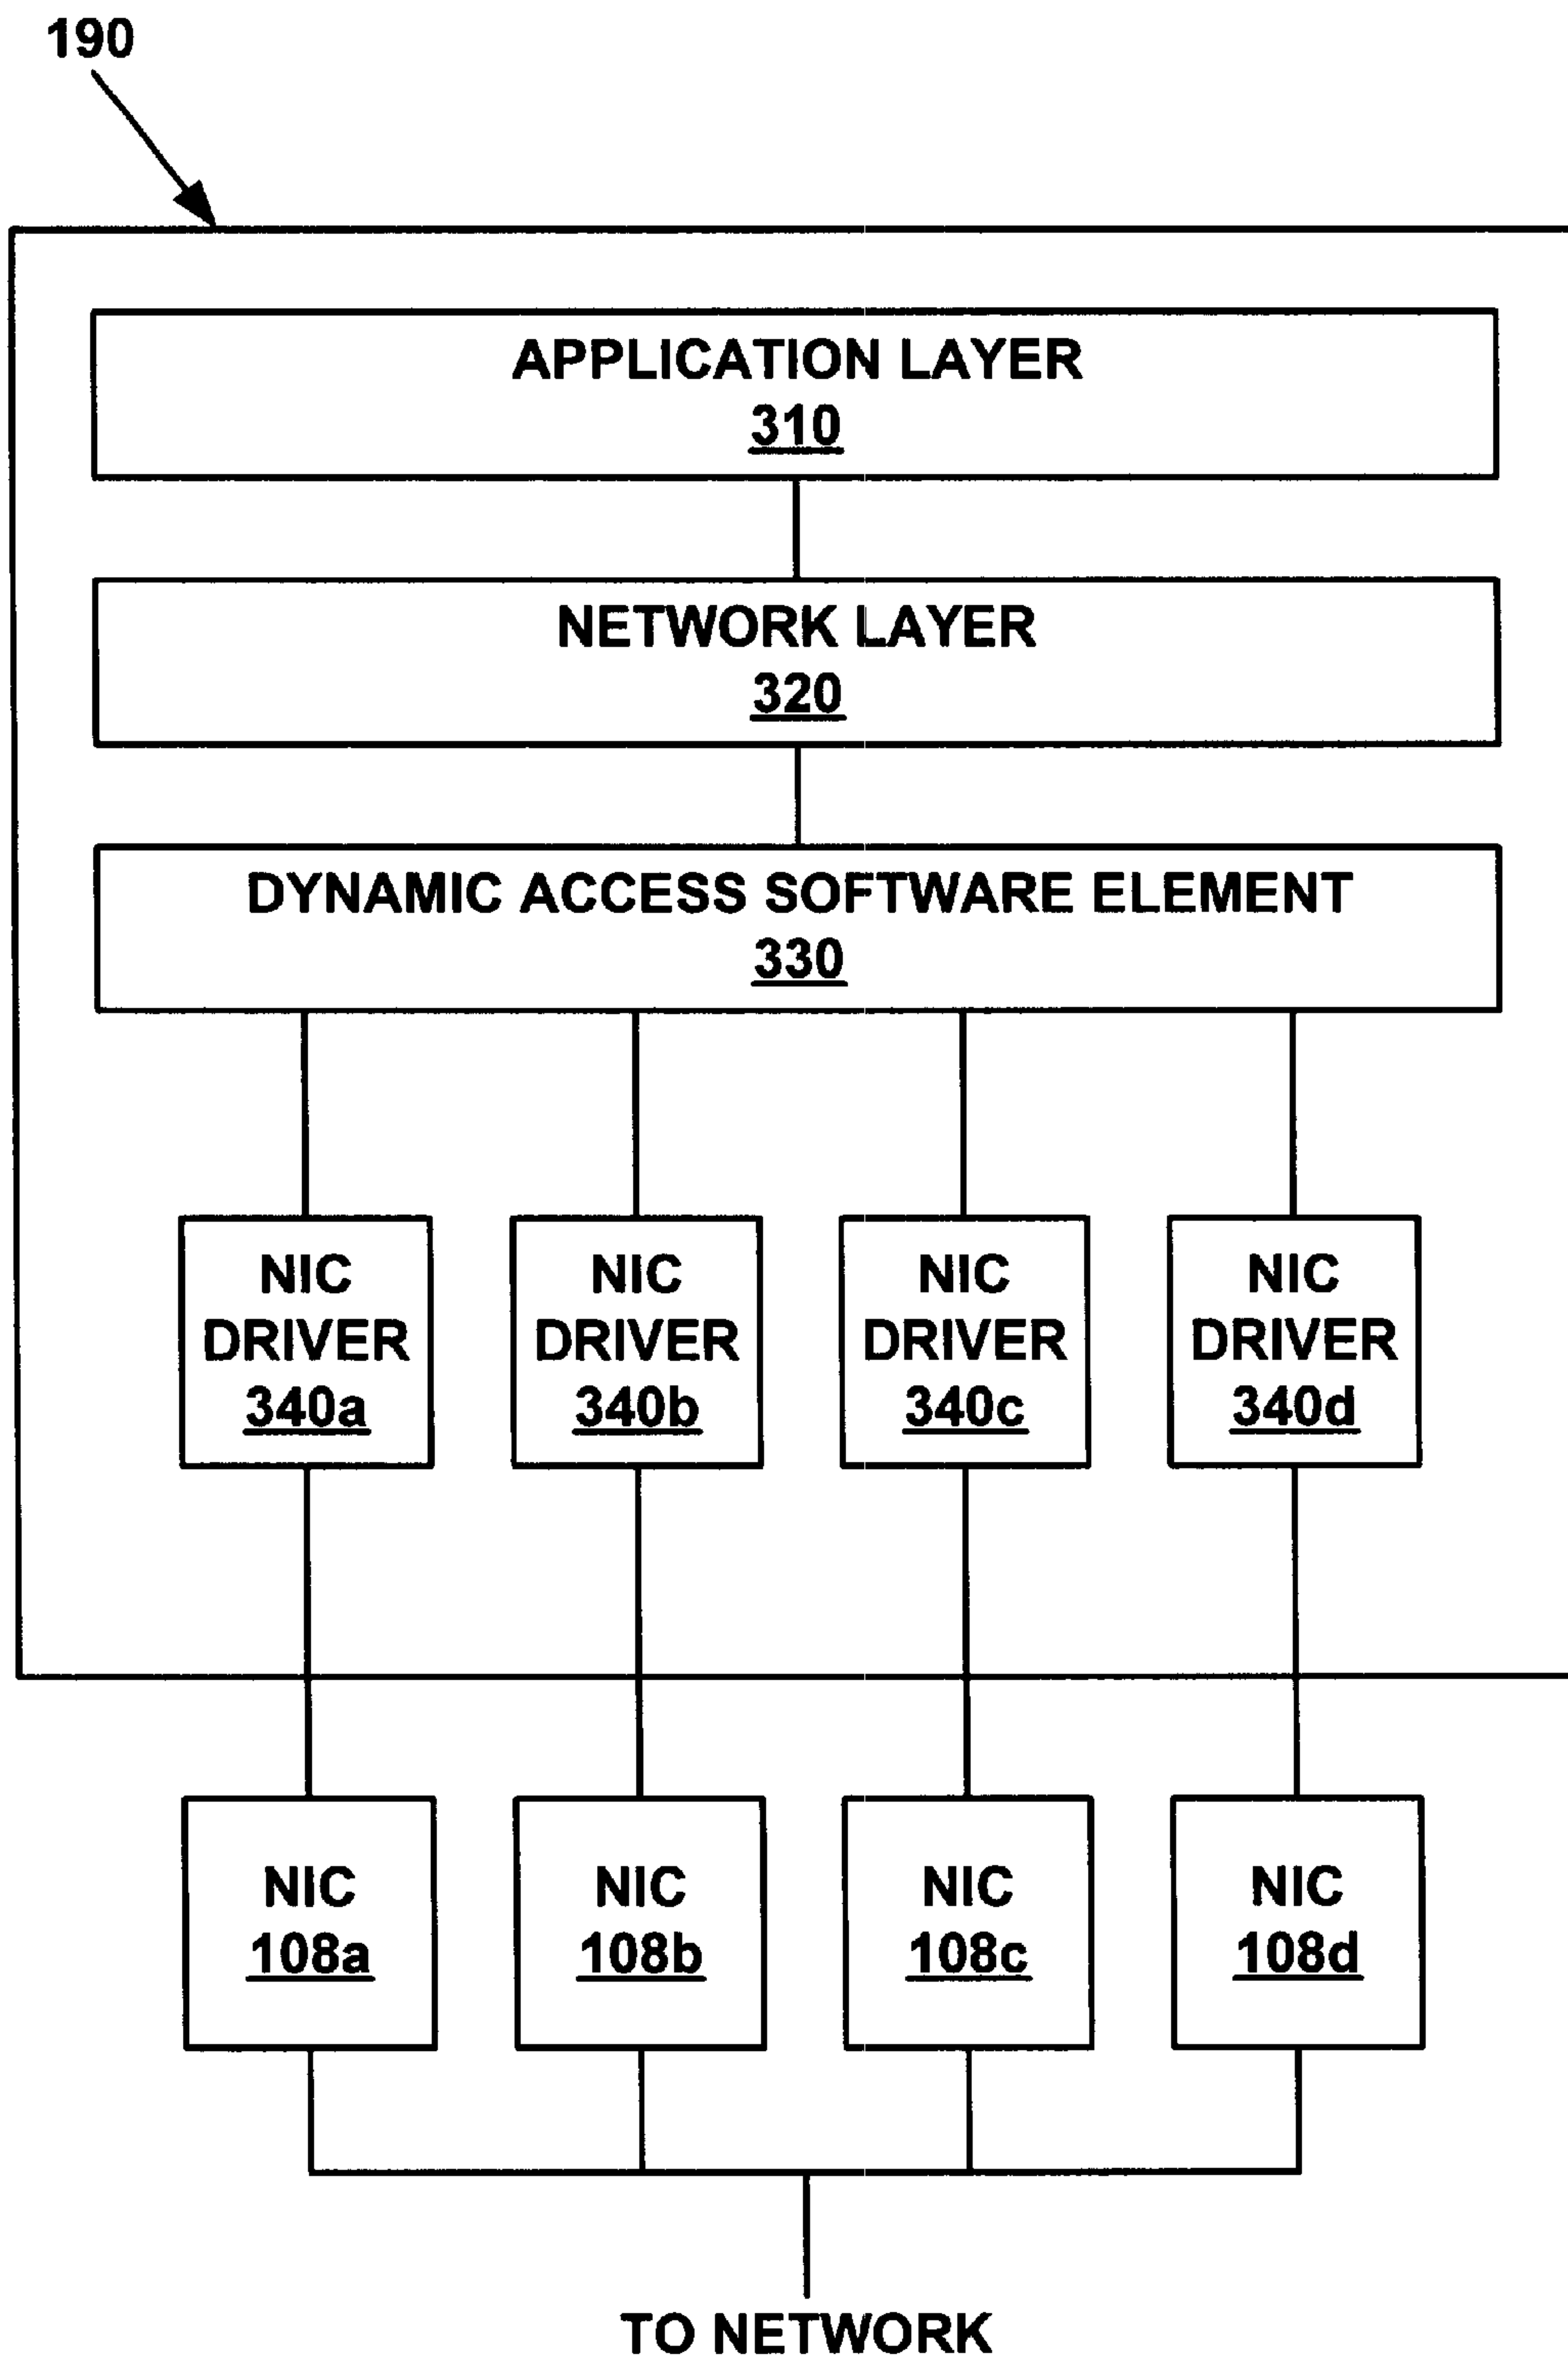 190
APPLICATION LAYER
310
NETWORK LAYER
320
DYNAMIC ACCESS SOFTWARE ELEMENT
330
NIC
DRIVER
340a
NIC
DRIVER
340b
NIC
DRIVER
340c
NIC
DRIVER
340d
NIC
108a
NIC
108b
NIC
108c
NIC
108d
TO NETWORK